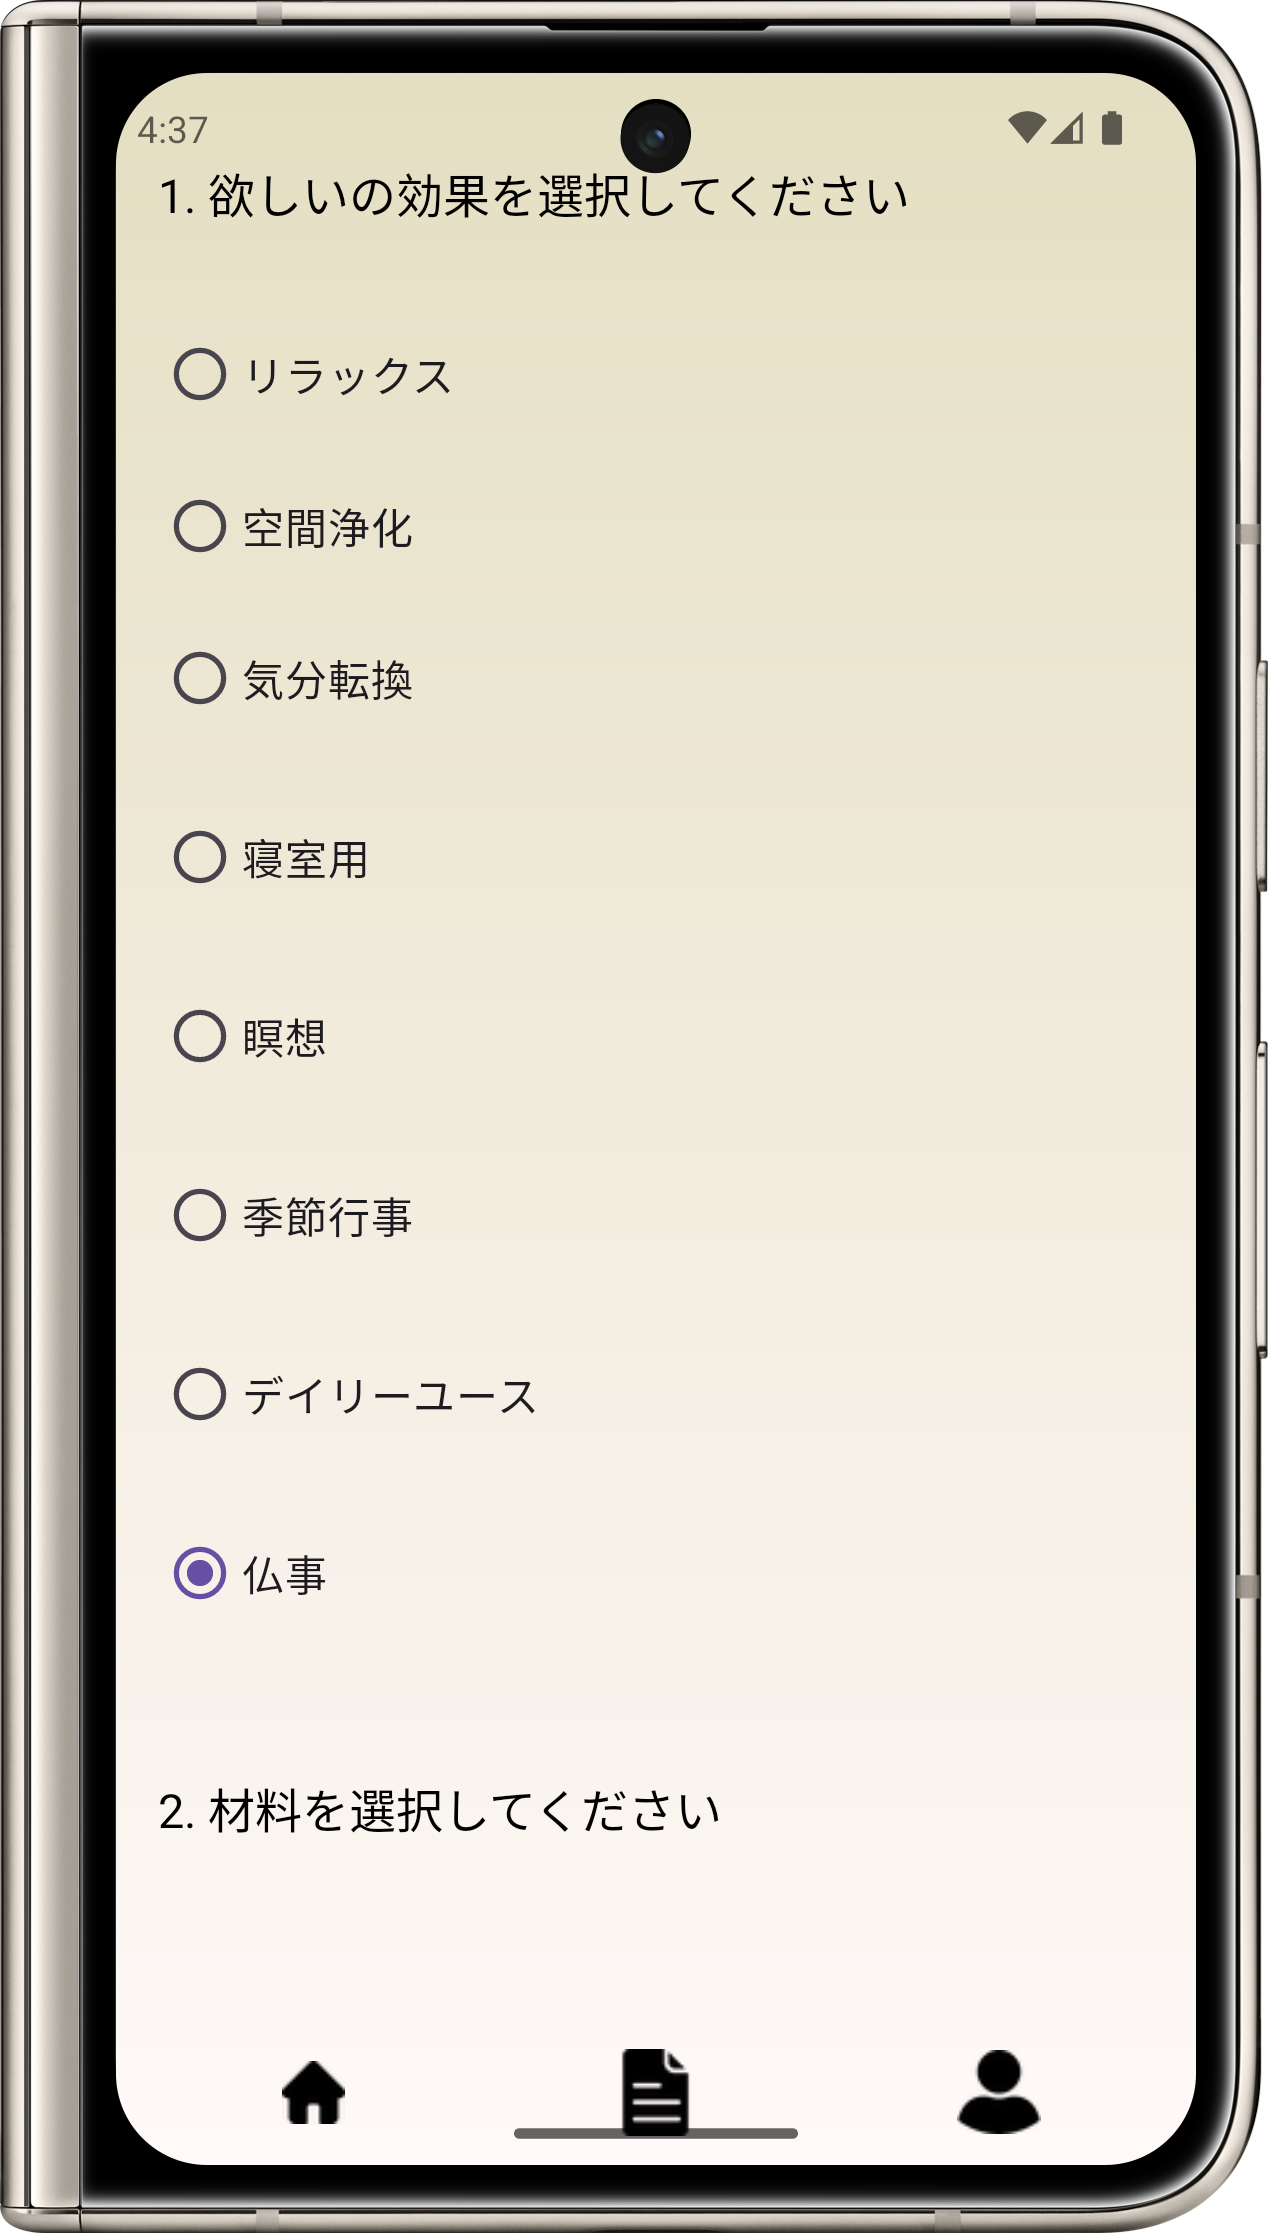 4:37
1. 欲しいの効果を選択してください
リラックス
空間浄化
気分転換
寝室用
瞑想
季節行事
デイリーユース
仏事
2. 材料を選択してください